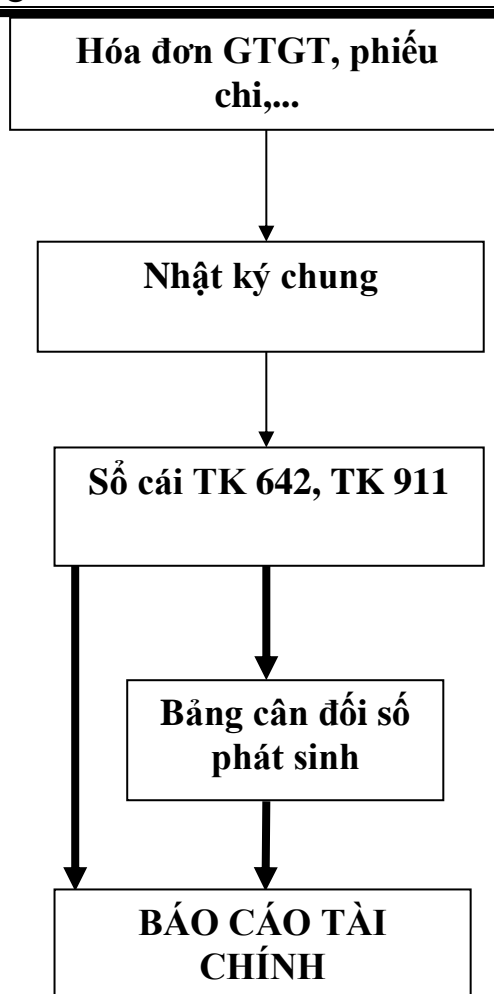 g
Hóa đơn GTGT, phiếu
chi,...
Nhật ký chung
Sổ cái TK 642, TK 911
Bảng cân đối số
phát sinh
BÁO CÁO TÀI
CHÍNH